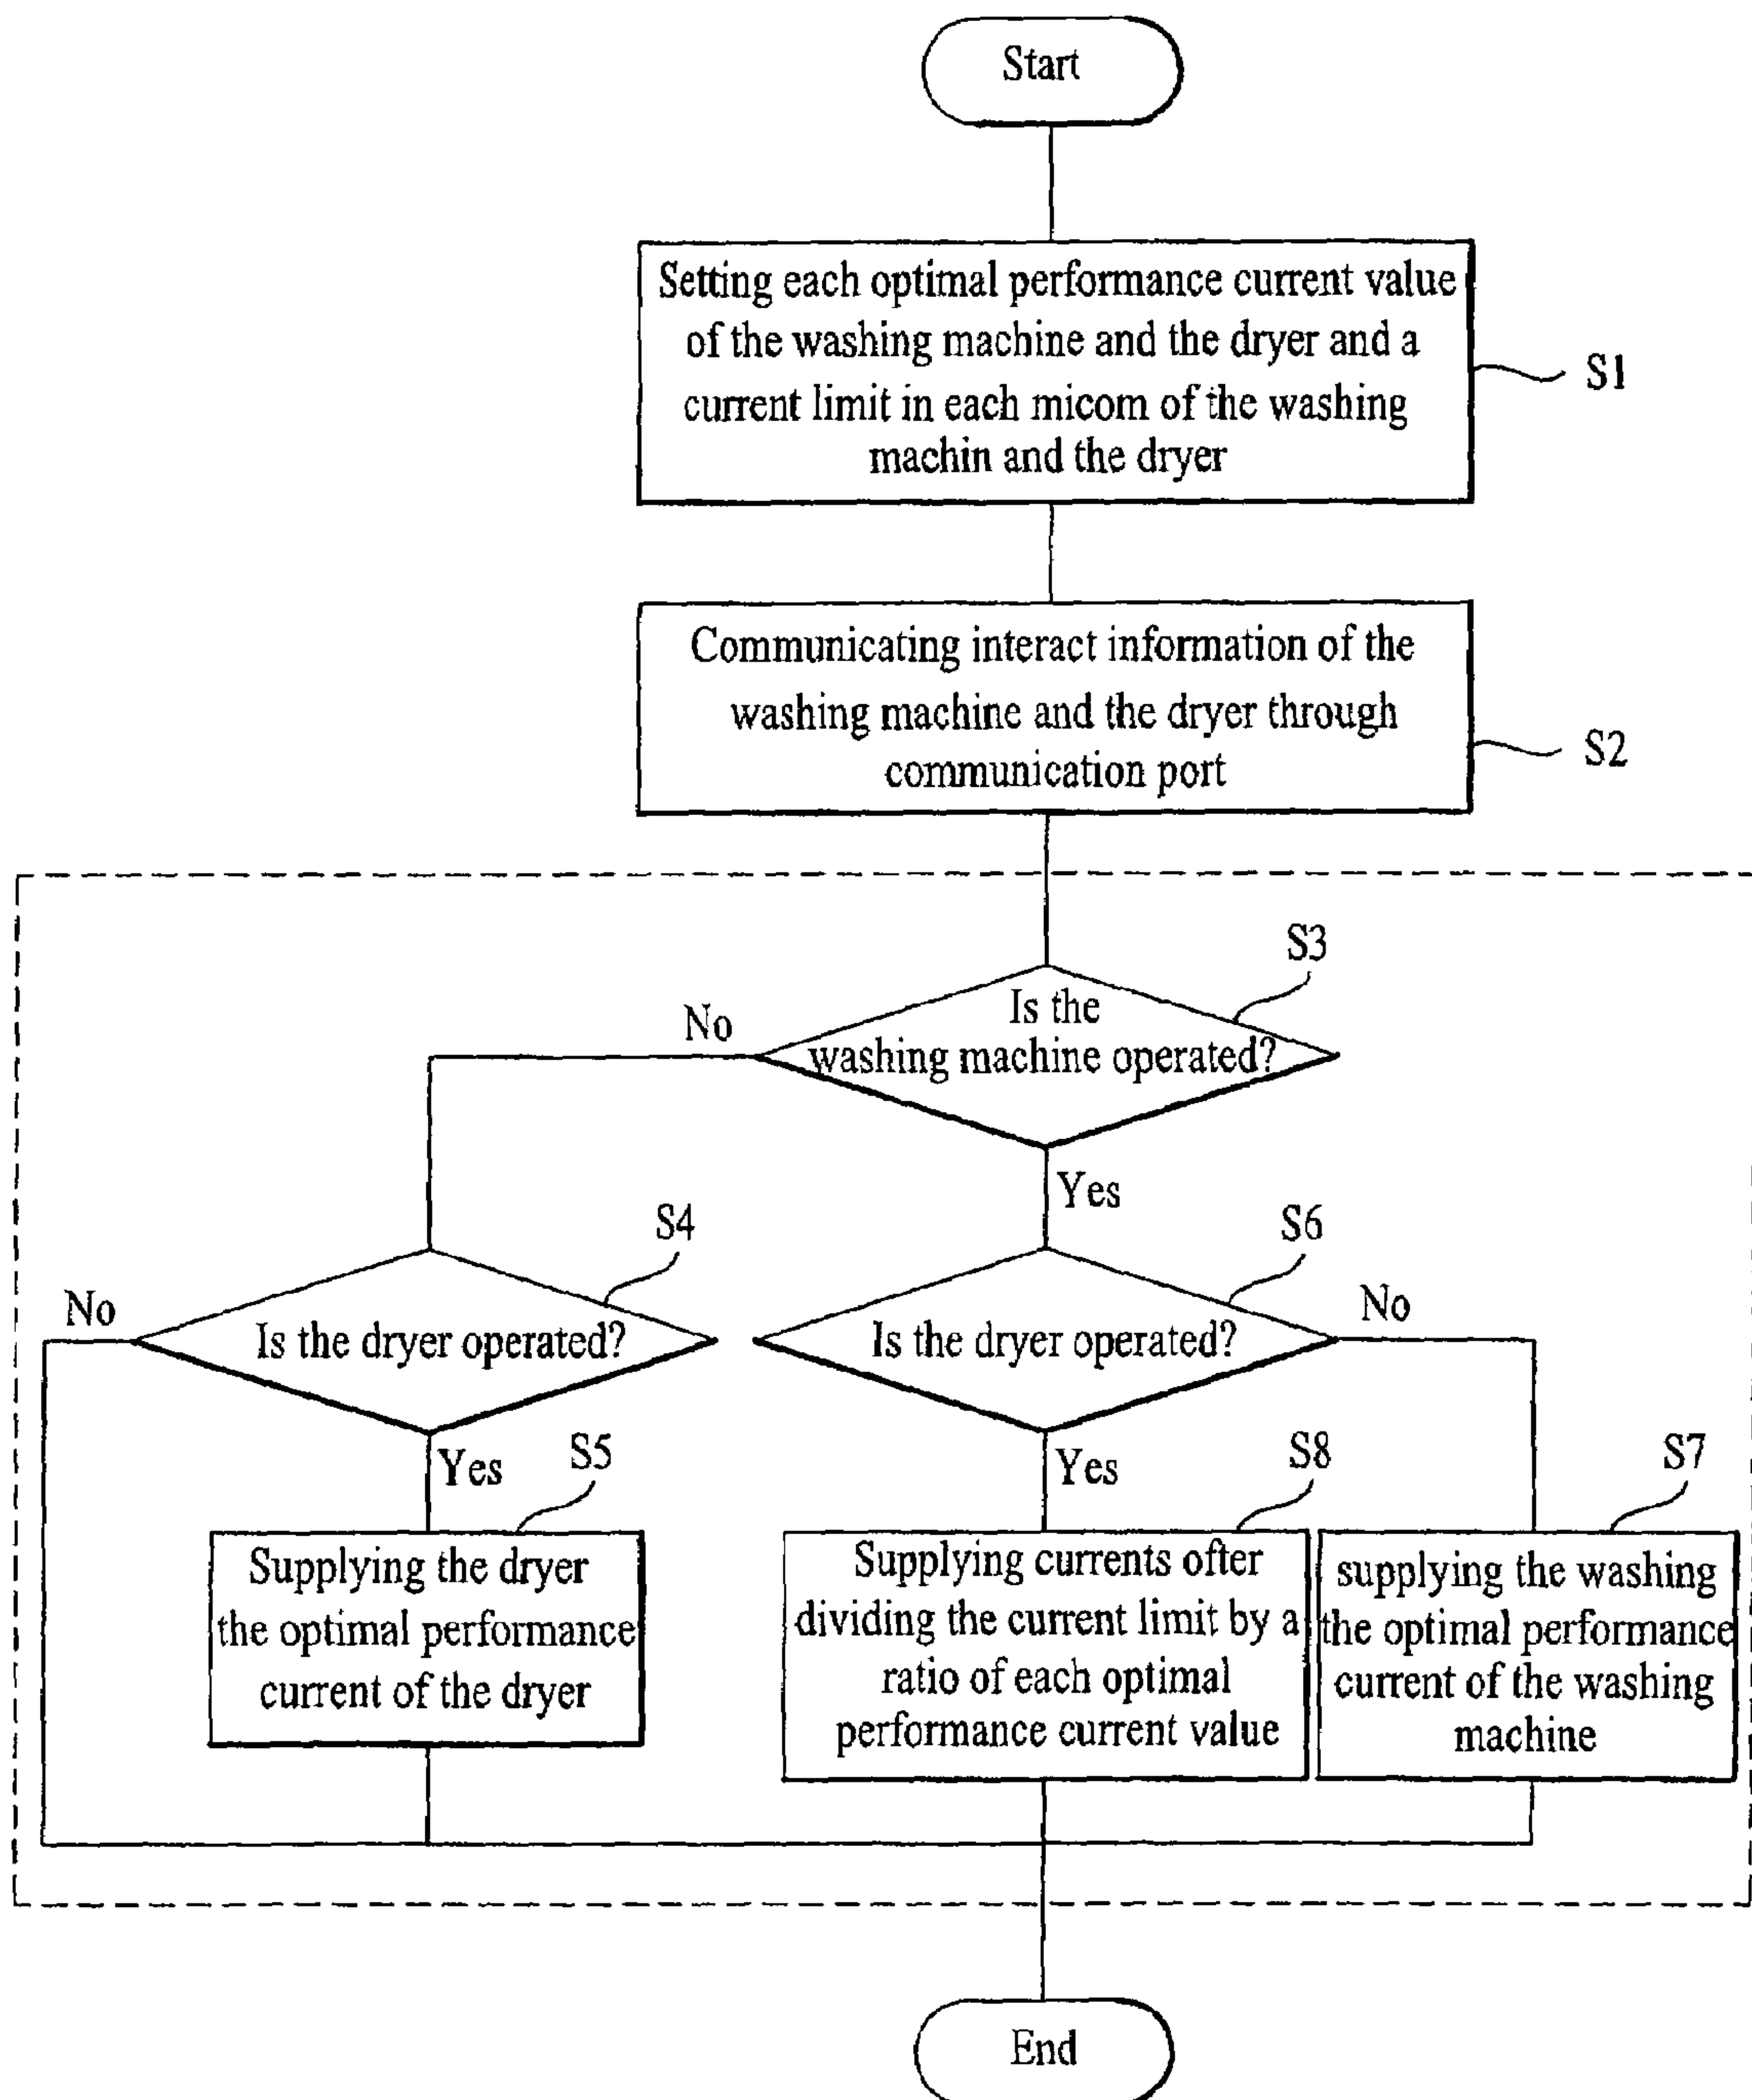 Start
Setting each optimal performance current value
of the washing machine and the dryer and a
current limit in each micom of the washing
machin and the dryer
S1
Communicating interact information of the
washing machine and the dryer through
communication port
S2
S3
Is the
washing machine operated?
No
Yes
S4
Is the dryer operated?
No
Yes
S6
Is the dryer operated?
No
Yes
S5
Supplying the dryer
the optimal performance
current of the dryer
S8
Supplying currents ofter
dividing the current limit by a
ratio of each optimal
performance current value
S7
supplying the washing
the optimal performance
current of the washing
machine
End